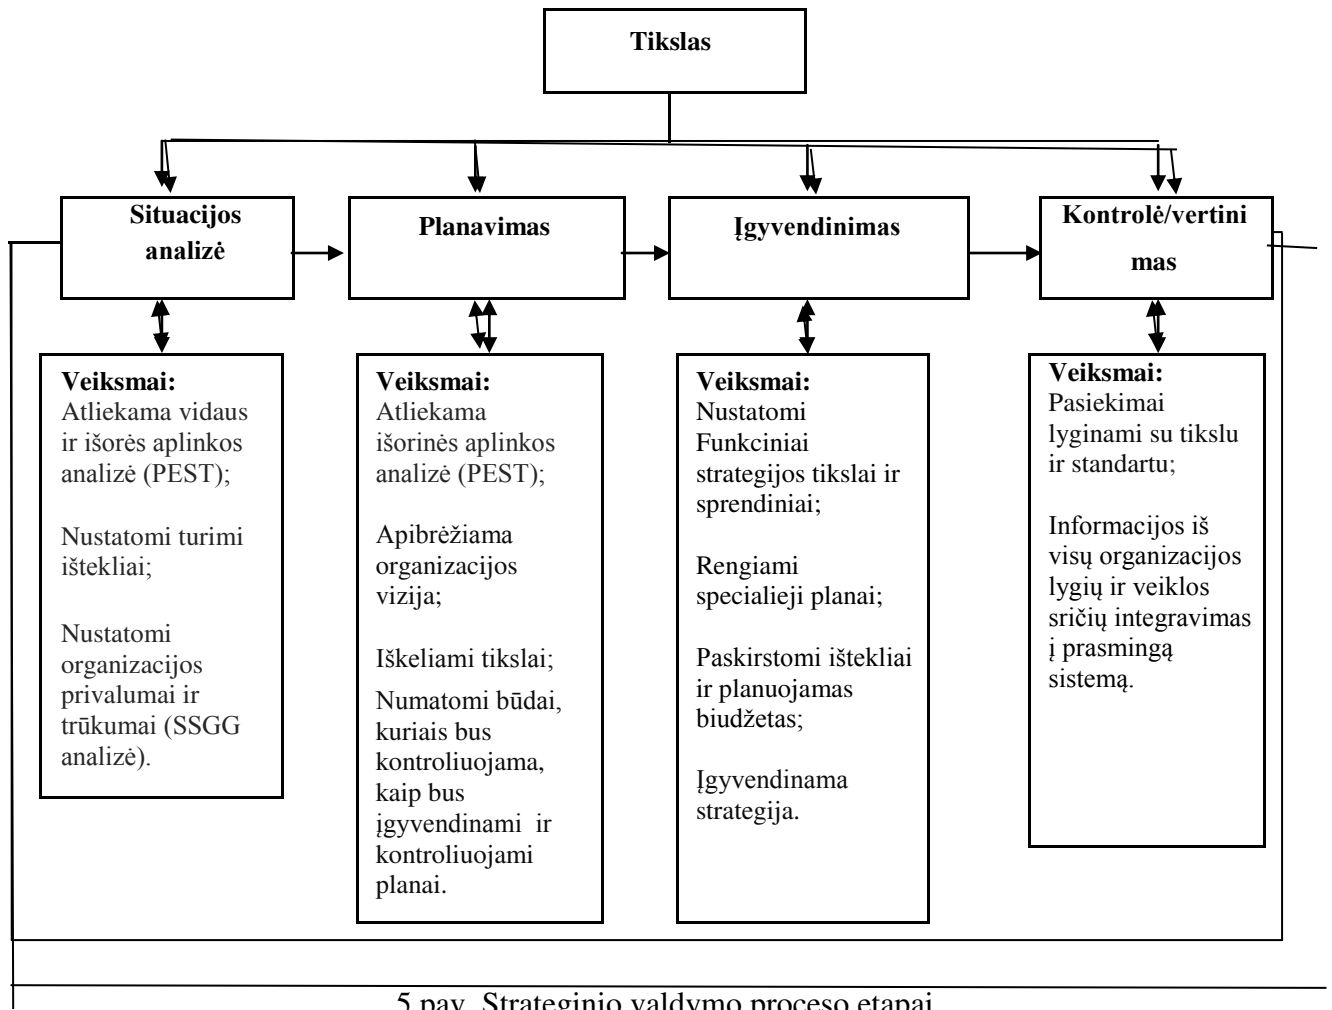 Tikslas
Situacijos
analizė
Planavimas
Įgyvendinimas
Kontrolė/vertini
mas
Veiksmai:
Atliekama vidaus
ir išorės aplinkos
analizė (PEST);
Nustatomi turimi
ištekliai;
Nustatomi
organizacijos
privalumai ir
trūkumai (SSGG
analizė).
Veiksmai:
Atliekama
išorinės aplinkos
analizė (PEST);
Apibrėžiama
organizacijos
vizija;
Iškeliami tikslai;
Numatomi būdai,
kuriais bus
kontroliuojama,
kaip bus
įgyvendinami ir
kontroliuojami
planai.
Veiksmai:
Nustatomi
Funkciniai
strategijos tikslai ir
sprendiniai;
Rengiami
specialieji planai;
Paskirstomi ištekliai
ir planuojamas
biudžetas;
Įgyvendinama
strategija.
Veiksmai:
Pasiekimai
lyginami su tikslu
ir standartu;
Informacijos iš
visų organizacijos
lygių ir veiklos
sričių integravimas
į prasmingą
sistemą.
5 pav. Strateginio valdymo proceso etapai